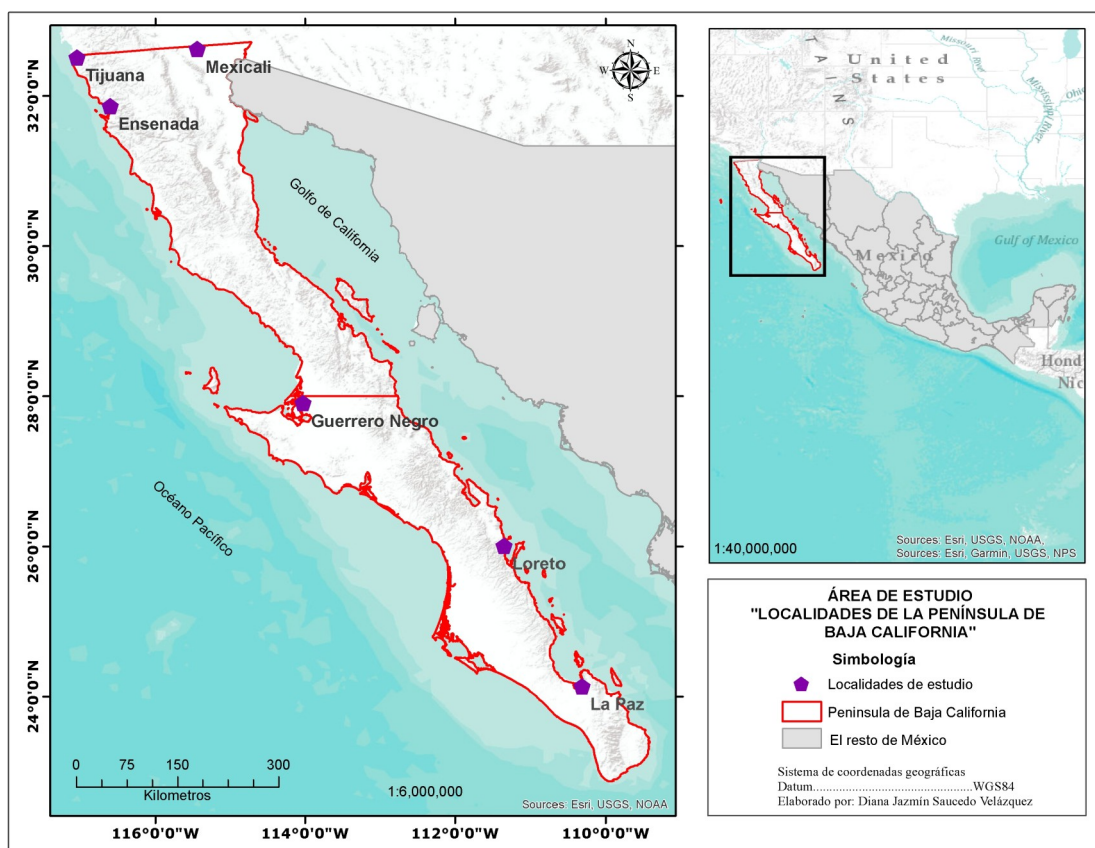 Tijuana
Mexicali
Ensenada
Golfo de California
Guerrero Negro
Océano Pacífico
Loreto
La Paz
N
W E
S
32°0'0"N
30°0'0"N
28°0'0"N
26°0'0"N
24°0'0"N
116°0'0"W
114°0'0"W
112°0'0"W
110°0'0"W
0 75 150 300
Kilometros
1:6,000,000
Sources: Esri, USGS, NOAA
T
A
I
N
S
United
States
Missouri River
Mississippi River
Ohio
Gulf of Mexico
Mexico
Hond
Nic
1:40,000,000
Sources: Esri, USGS, NOAA,
Sources: Esri, Garmin, USGS, NPS
ÁREA DE ESTUDIO
"LOCALIDADES DE LA PENÍNSULA DE
BAJA CALIFORNIA"
Simbología
Localidades de estudio
Peninsula de Baja California
El resto de México
Sistema de coordenadas geográficas
Datum.............................................WGS84
Elaborado por: Diana Jazmín Saucedo Velázquez